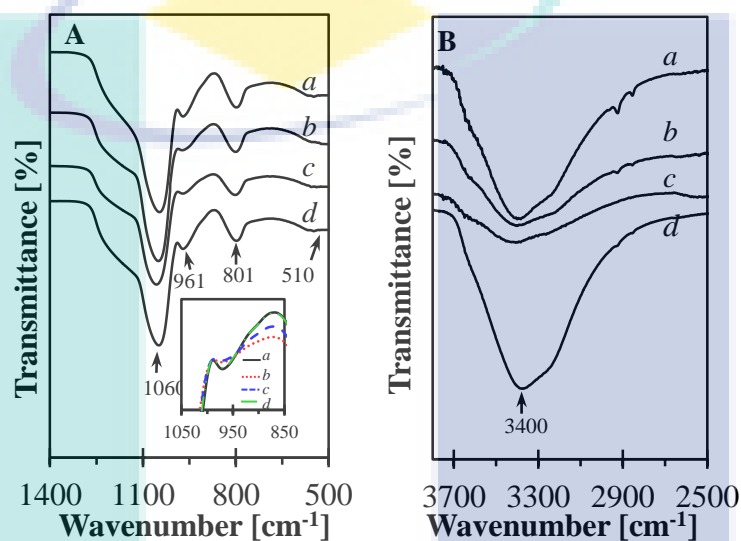 A
a
b
c
d
961
801
510
1060
a
b
c
d
1050 950 850
1400 1100 800 500
Wavenumber [cm⁻¹]
Transmittance [%]
B
a
b
c
d
3400
3700 3300 2900 2500
Wavenumber [cm⁻¹]
Transmittance [%]